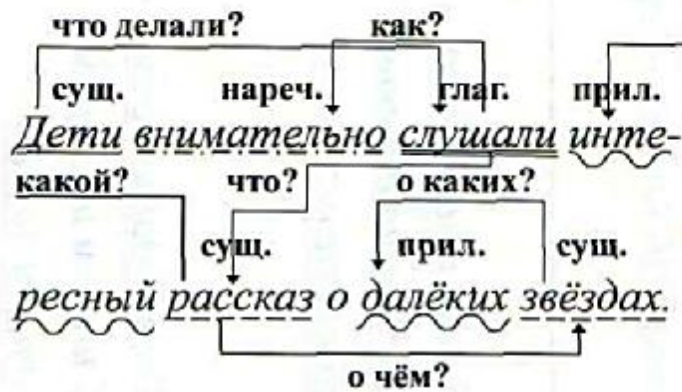 что делали? как?
сущ. нареч. глаг. прил.
Дети внимательно слушали инте-
какой? что? о каких?
сущ. прил. сущ.
ресный рассказ о далёких звёздах.
о чём?